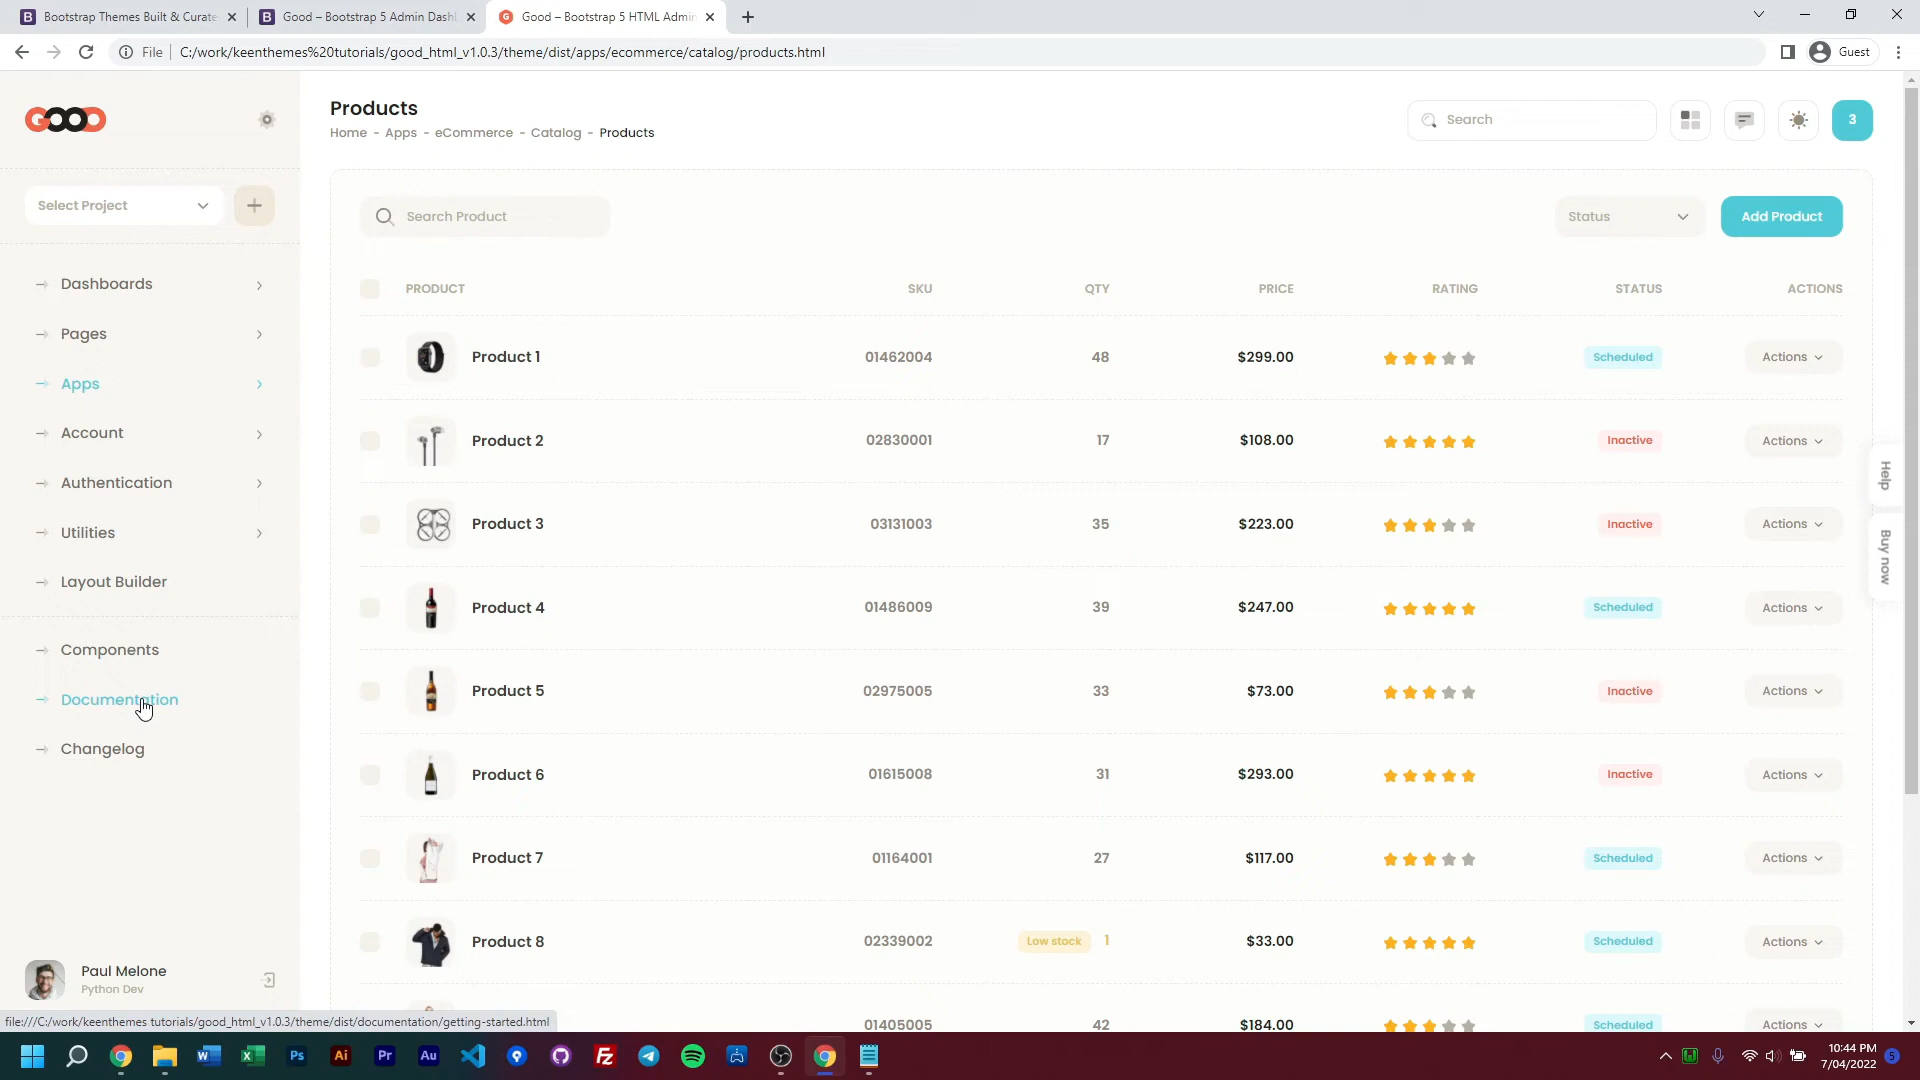 Bootstrap Themes Built & Curate
Good – Bootstrap 5 Admin Dash
Good – Bootstrap 5 HTML Admin
File
C:/work/keenthemes%20tutorials/good_html_v1.0.3/theme/dist/apps/ecommerce/catalog/products.html
Guest
GOOD
Products
Home - Apps - eCommerce - Catalog - Products
Search
3
Select Project
Search Product
Status
Add Product
Dashboards
Pages
Apps
Account
Authentication
Utilities
Layout Builder
Components
Documentation
Changelog
PRODUCT SKU QTY PRICE RATING STATUS ACTIONS
Product 1 01462004 48 $299.00 Scheduled Actions
Product 2 02830001 17 $108.00 Inactive Actions
Product 3 03131003 35 $223.00 Inactive Actions
Product 4 01486009 39 $247.00 Scheduled Actions
Product 5 02975005 33 $73.00 Inactive Actions
Product 6 01615008 31 $293.00 Inactive Actions
Product 7 01164001 27 $117.00 Scheduled Actions
Product 8 02339002 Low stock 1 $33.00 Scheduled Actions
01405005 42 $184.00 Scheduled Actions
Help
Buy now
Paul Melone
Python Dev
file:///C:/work/keenthemes tutorials/good_html_v1.0.3/theme/dist/documentation/getting-started.html
10:44 PM
7/04/2022
5